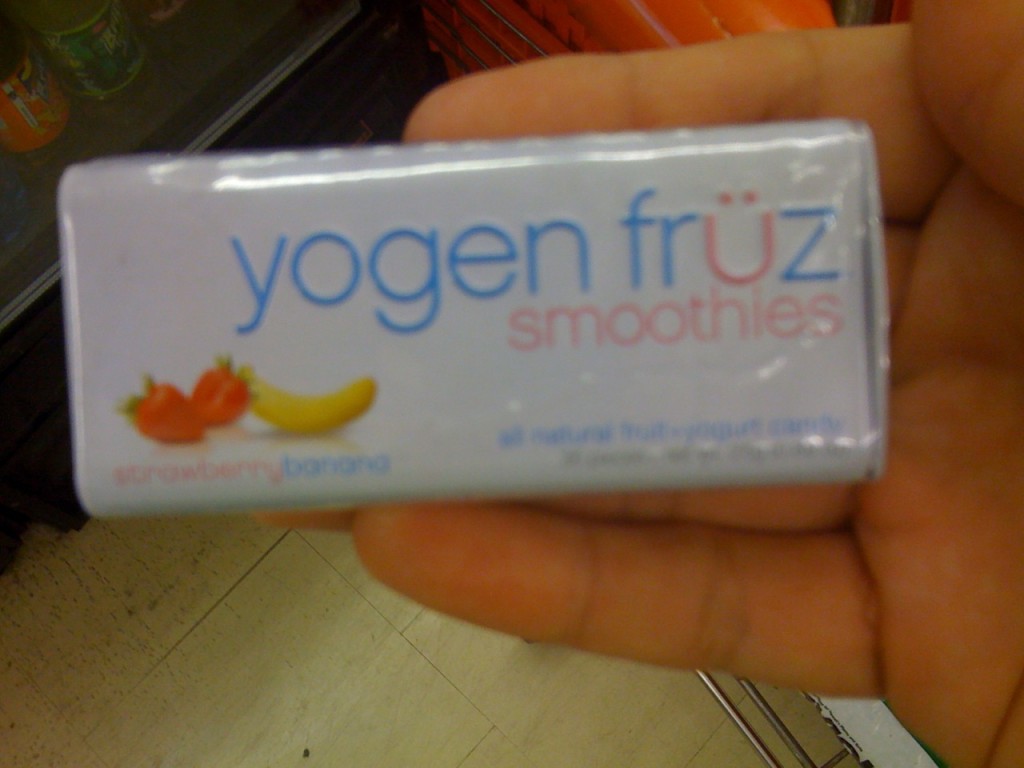 yogen früz
smoothies
strawberrybanana
all natural fruit+yogurt candy